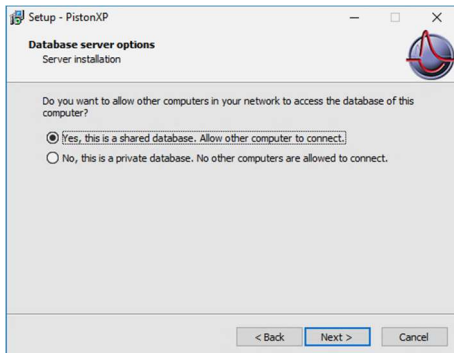 Setup - PistonXP
Database server options
Server installation
Do you want to allow other computers in your network to access the database of this
computer?
Yes, this is a shared database. Allow other computer to connect.
No, this is a private database. No other computers are allowed to connect.
< Back Next > Cancel